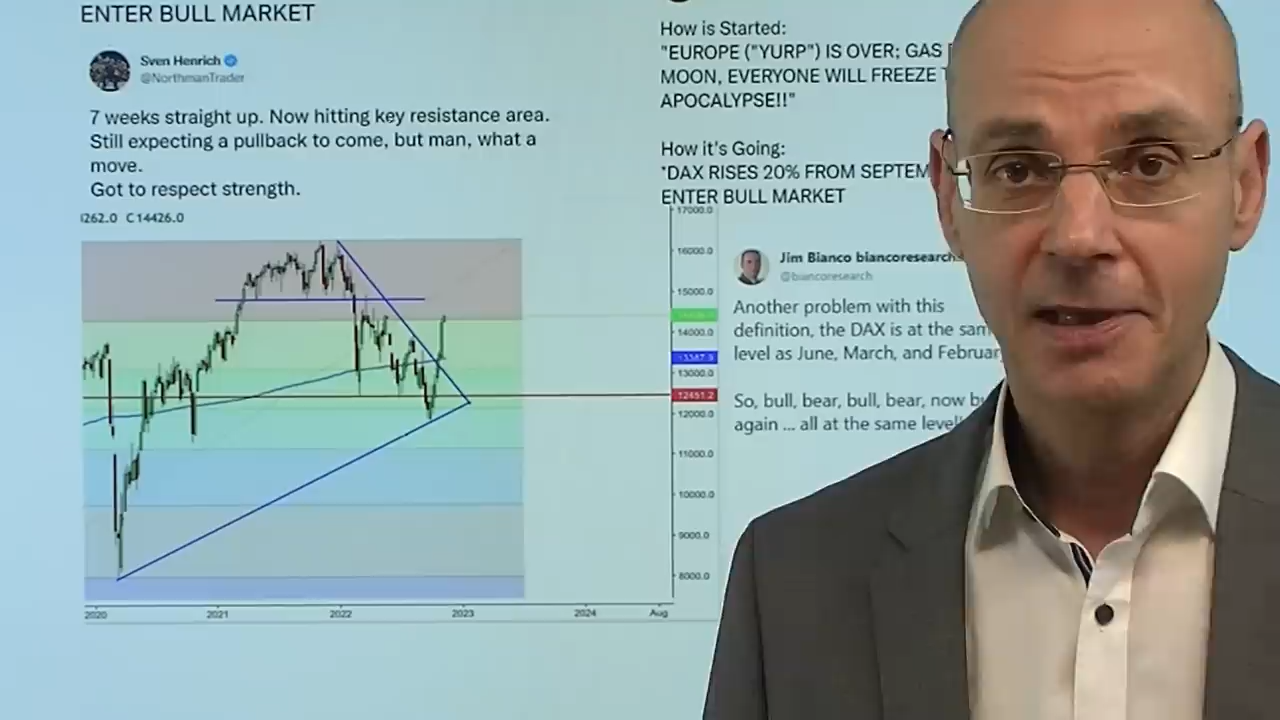 ENTER BULL MARKET
Sven Henrich
@NorthmanTrader
7 weeks straight up. Now hitting key resistance area.
Still expecting a pullback to come, but man, what a
move.
Got to respect strength.
262.0 C14426.0
How is Started:
"EUROPE ("YURP") IS OVER; GAS
MOON, EVERYONE WILL FREEZE
APOCALYPSE!!"
How it's Going:
"DAX RISES 20% FROM SEPTEM
ENTER BULL MARKET
17000.0
16000.0
15000.0
14000.0
13000.0
12451.2
12000.0
11000.0
10000.0
9000.0
8000.0
2020
2021
2022
2023
2024
Aug
Jim Bianco biancoresearch
@biancoresearch
Another problem with this
definition, the DAX is at the sam
level as June, March, and Februar
So, bull, bear, bull, bear, now bu
again ... all at the same level!